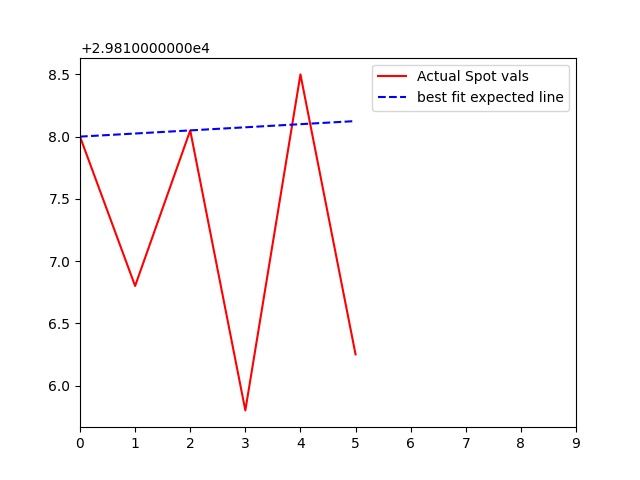 +2.9810000000e4
8.5
8.0
7.5
7.0
6.5
6.0
0 1 2 3 4 5 6 7 8 9
Actual Spot vals
best fit expected line